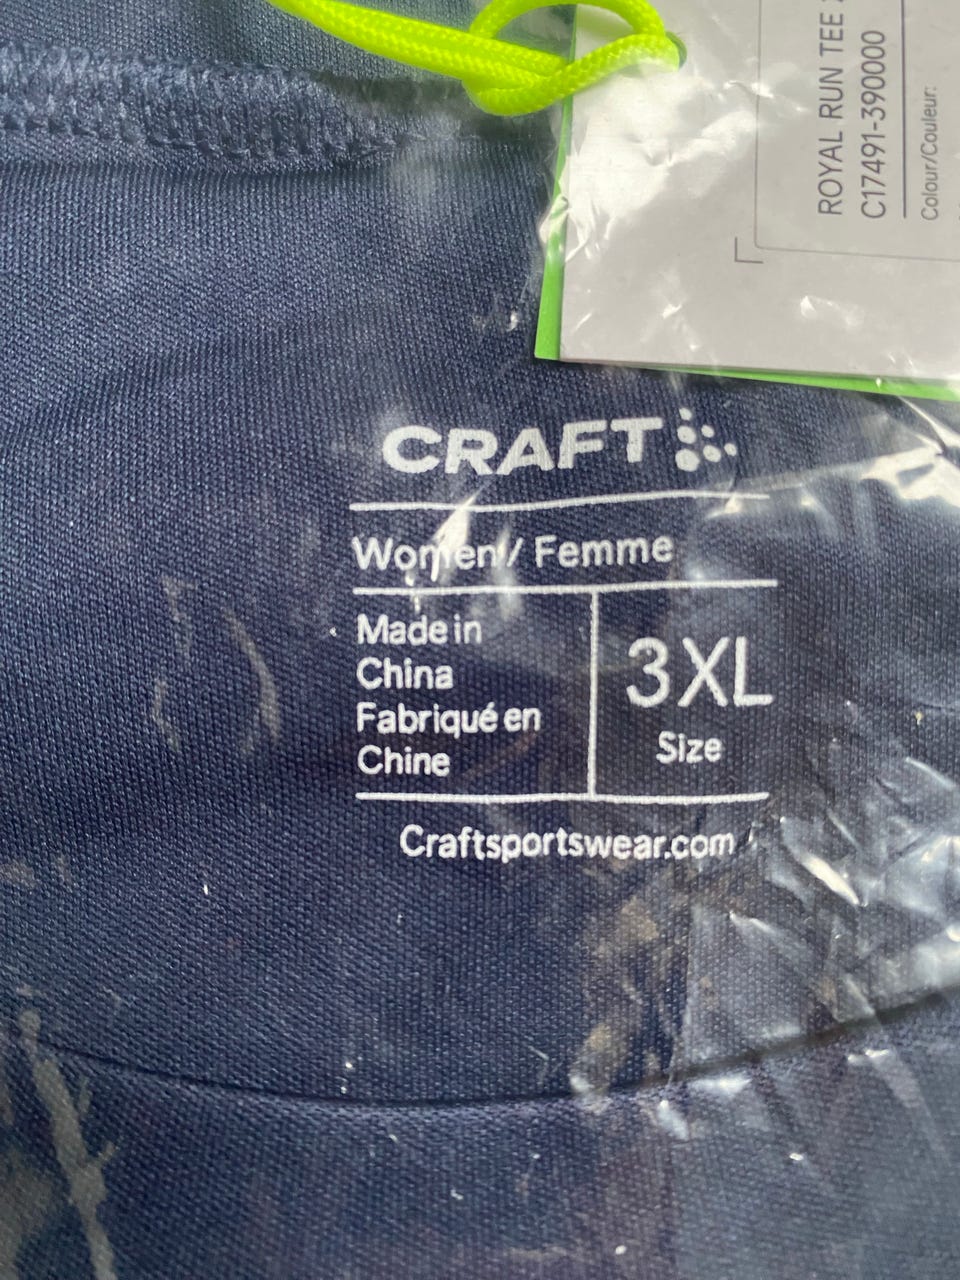 ROYAL RUN TEE
C17491-390000
Colour/Couleur:
CRAFT
Women / Femme
Made in
China
Fabriqué en
Chine
3XL
Size
Craftsportswear.com